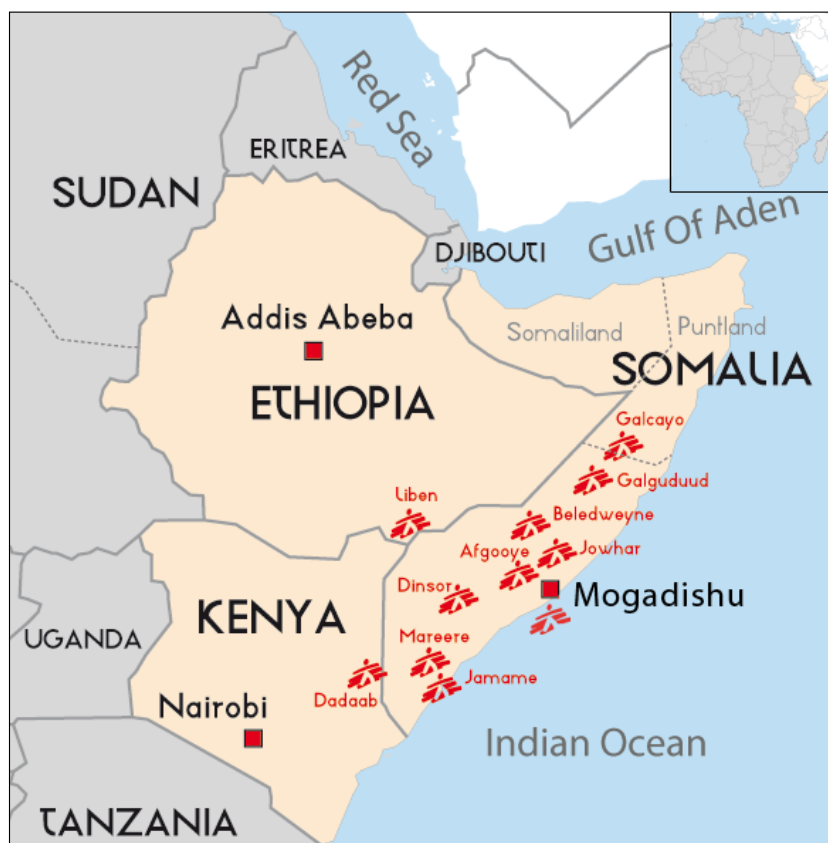 Red Sea
ERITREA
SUDAN
Gulf Of Aden
DJIBOUTI
Addis Abeba
Somaliland
Puntland
SOMALIA
ETHIOPIA
Galcayo
Galguduud
Liben
Beledweyne
Afgooye
Jowhar
Dinsor
Mogadishu
KENYA
UGANDA
Mareere
Jamame
Dadaab
Nairobi
Indian Ocean
TANZANIA